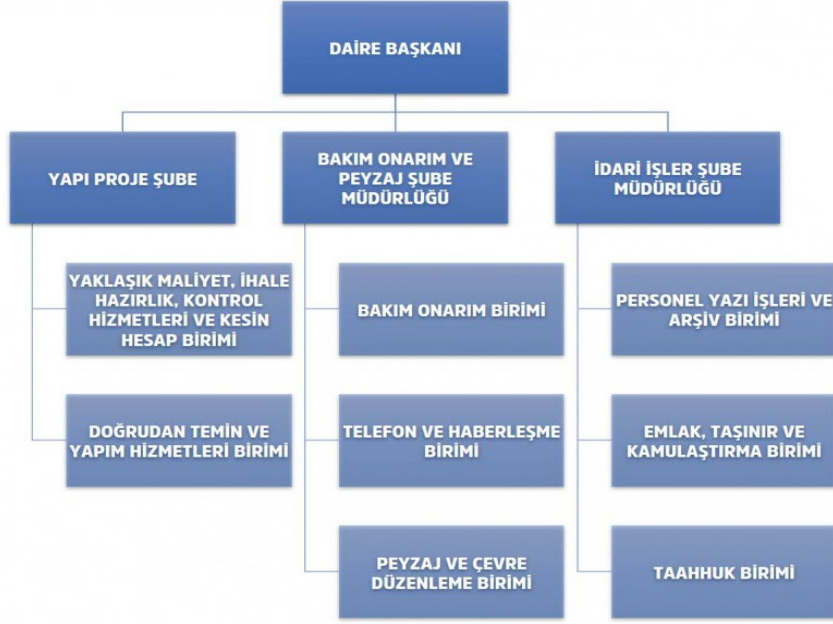 DAİRE BAŞKANI
YAPI PROJE ŞUBE
BAKIM ONARIM VE
PEYZAJ ŞUBE
MÜDÜRLÜĞÜ
İDARİ İŞLER ŞUBE
MÜDÜRLÜĞÜ
YAKLAŞIK MALİYET, İHALE
HAZIRLIK, KONTROL
HİZMETLERİ VE KESİN
HESAP BİRİMİ
DOĞRUDAN TEMİN VE
YAPIM HİZMETLERİ BİRİMİ
BAKIM ONARIM BİRİMİ
TELEFON VE HABERLEŞME
BİRİMİ
PEYZAJ VE ÇEVRE
DÜZENLEME BİRİMİ
PERSONEL YAZI İŞLERİ VE
ARŞİV BİRİMİ
EMLAK, TAŞINIR VE
KAMULAŞTIRMA BİRİMİ
TAAHHUK BİRİMİ